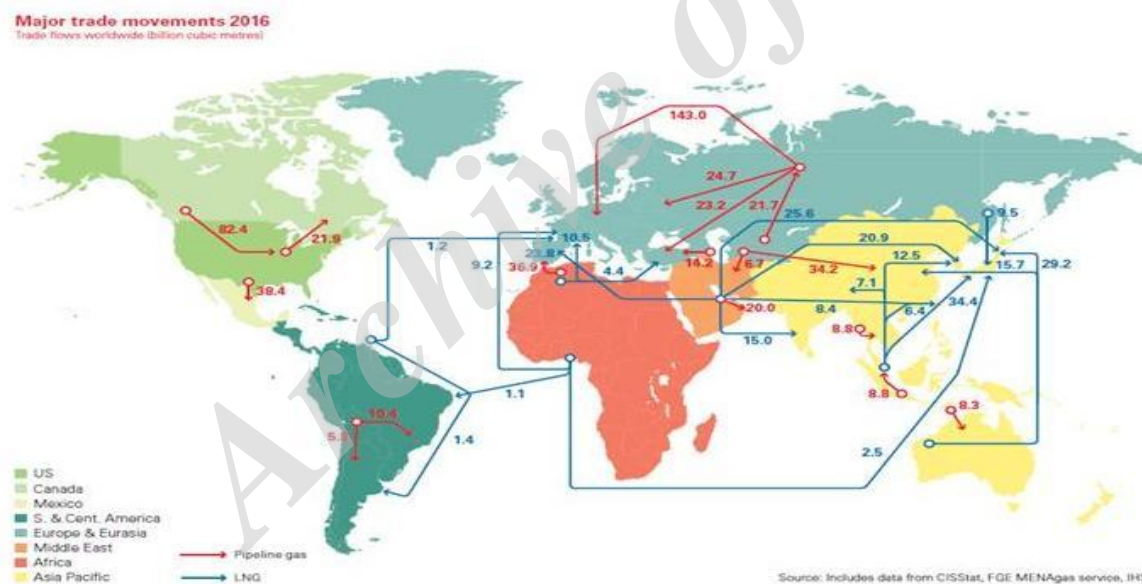 Major trade movements 2016
Trade flows worldwide (billion cubic metres)
Archive of
143.0
24.7
23.2
21.7
25.6
9.5
82.4
21.9
1.2
10.5
20.9
23.8
9.2
36.9
4.4
14.2
6.7
34.2
12.5
15.7
29.2
38.4
7.1
20.0
8.4
6.4
34.4
15.0
8.8
1.1
8.8
8.3
10.4
1.4
2.5
US
Canada
Mexico
S. & Cent. America
Europe & Eurasia
Middle East
Africa
Asia Pacific
Pipeline gas
LNG
Source: Includes data from CISStat, FGE MENAgas service, IHS